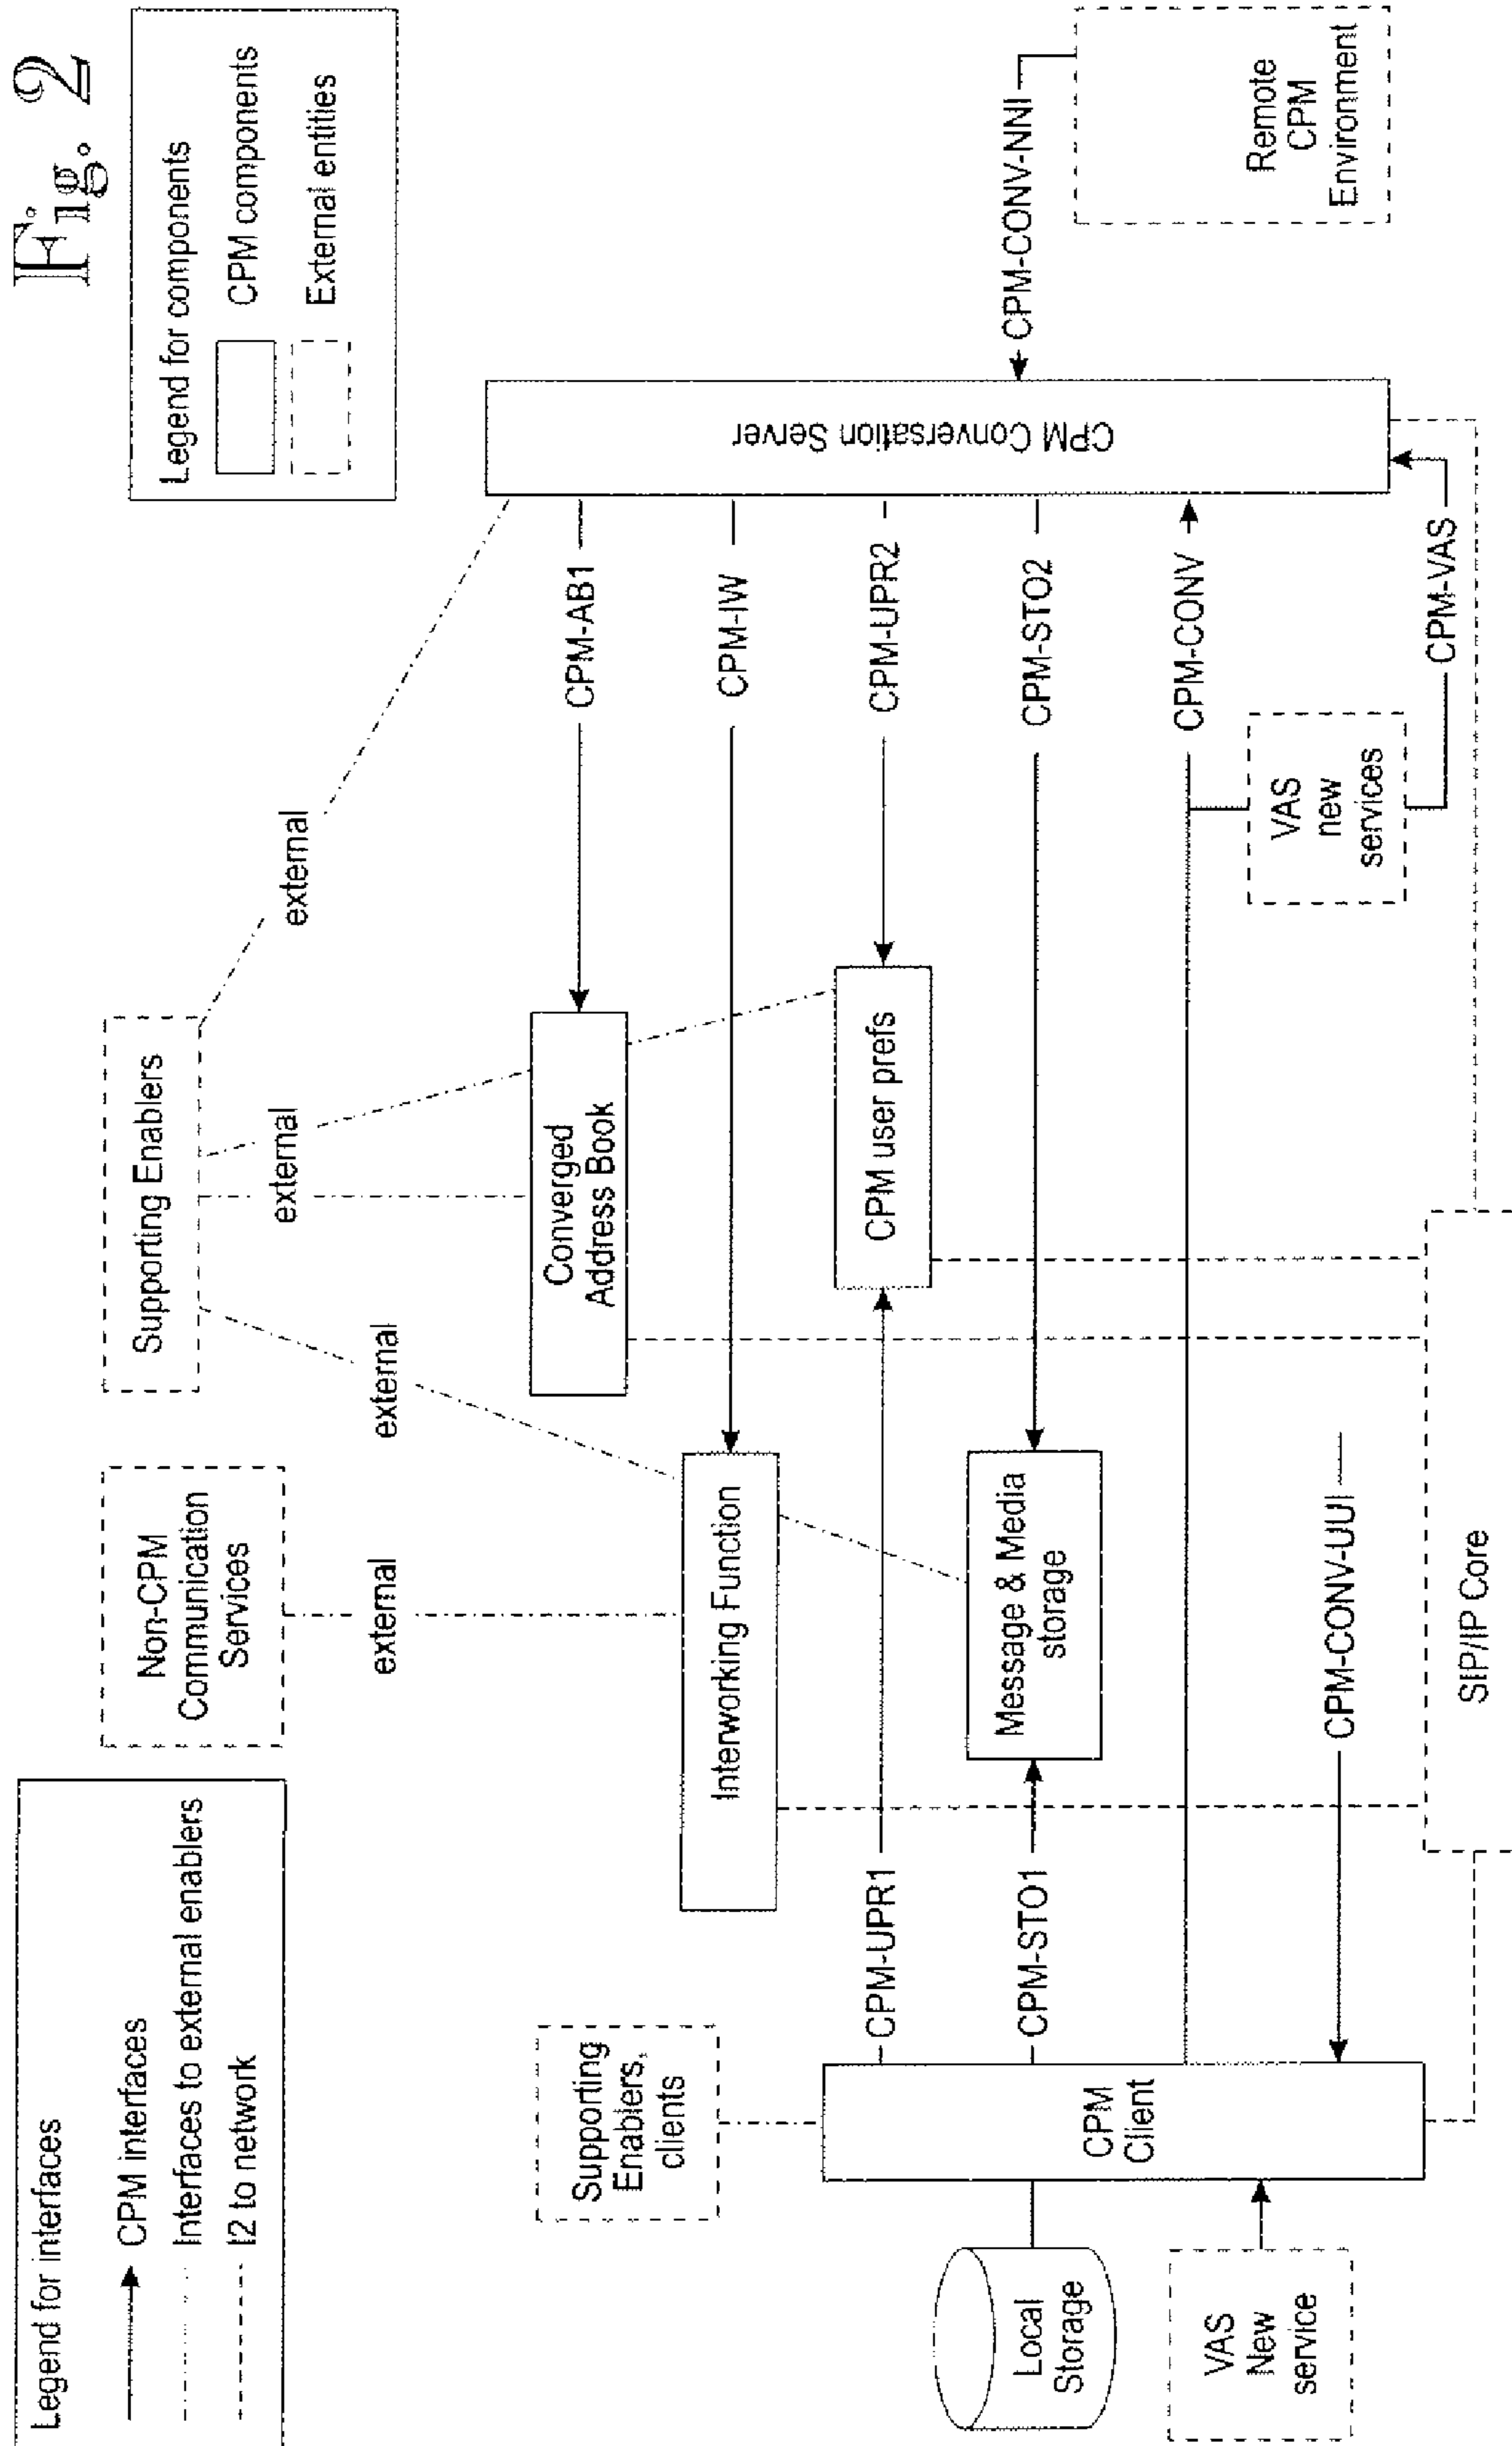 Fig. 2
Legend for interfaces
CPM interfaces
Interfaces to external enablers
I2 to network
Legend for components
CPM components
External entities
Non-CPM
Communication
Services
Supporting Enablers
external
external
external
external
Supporting
Enablers,
clients
Interworking Function
Converged
Address Book
CPM-AB1
CPM-IW
CPM-UPR1
CPM user prefs
CPM-UPR2
CPM-STO1
Message & Media
storage
CPM-STO2
CPM-CONV
CPM Conversation Server
CPM-CONV-NNI
Remote
CPM
Environment
Local
Storage
CPM
Client
VAS
New
service
VAS
new
services
CPM-VAS
CPM-CONV-UUI
SIP/IP Core